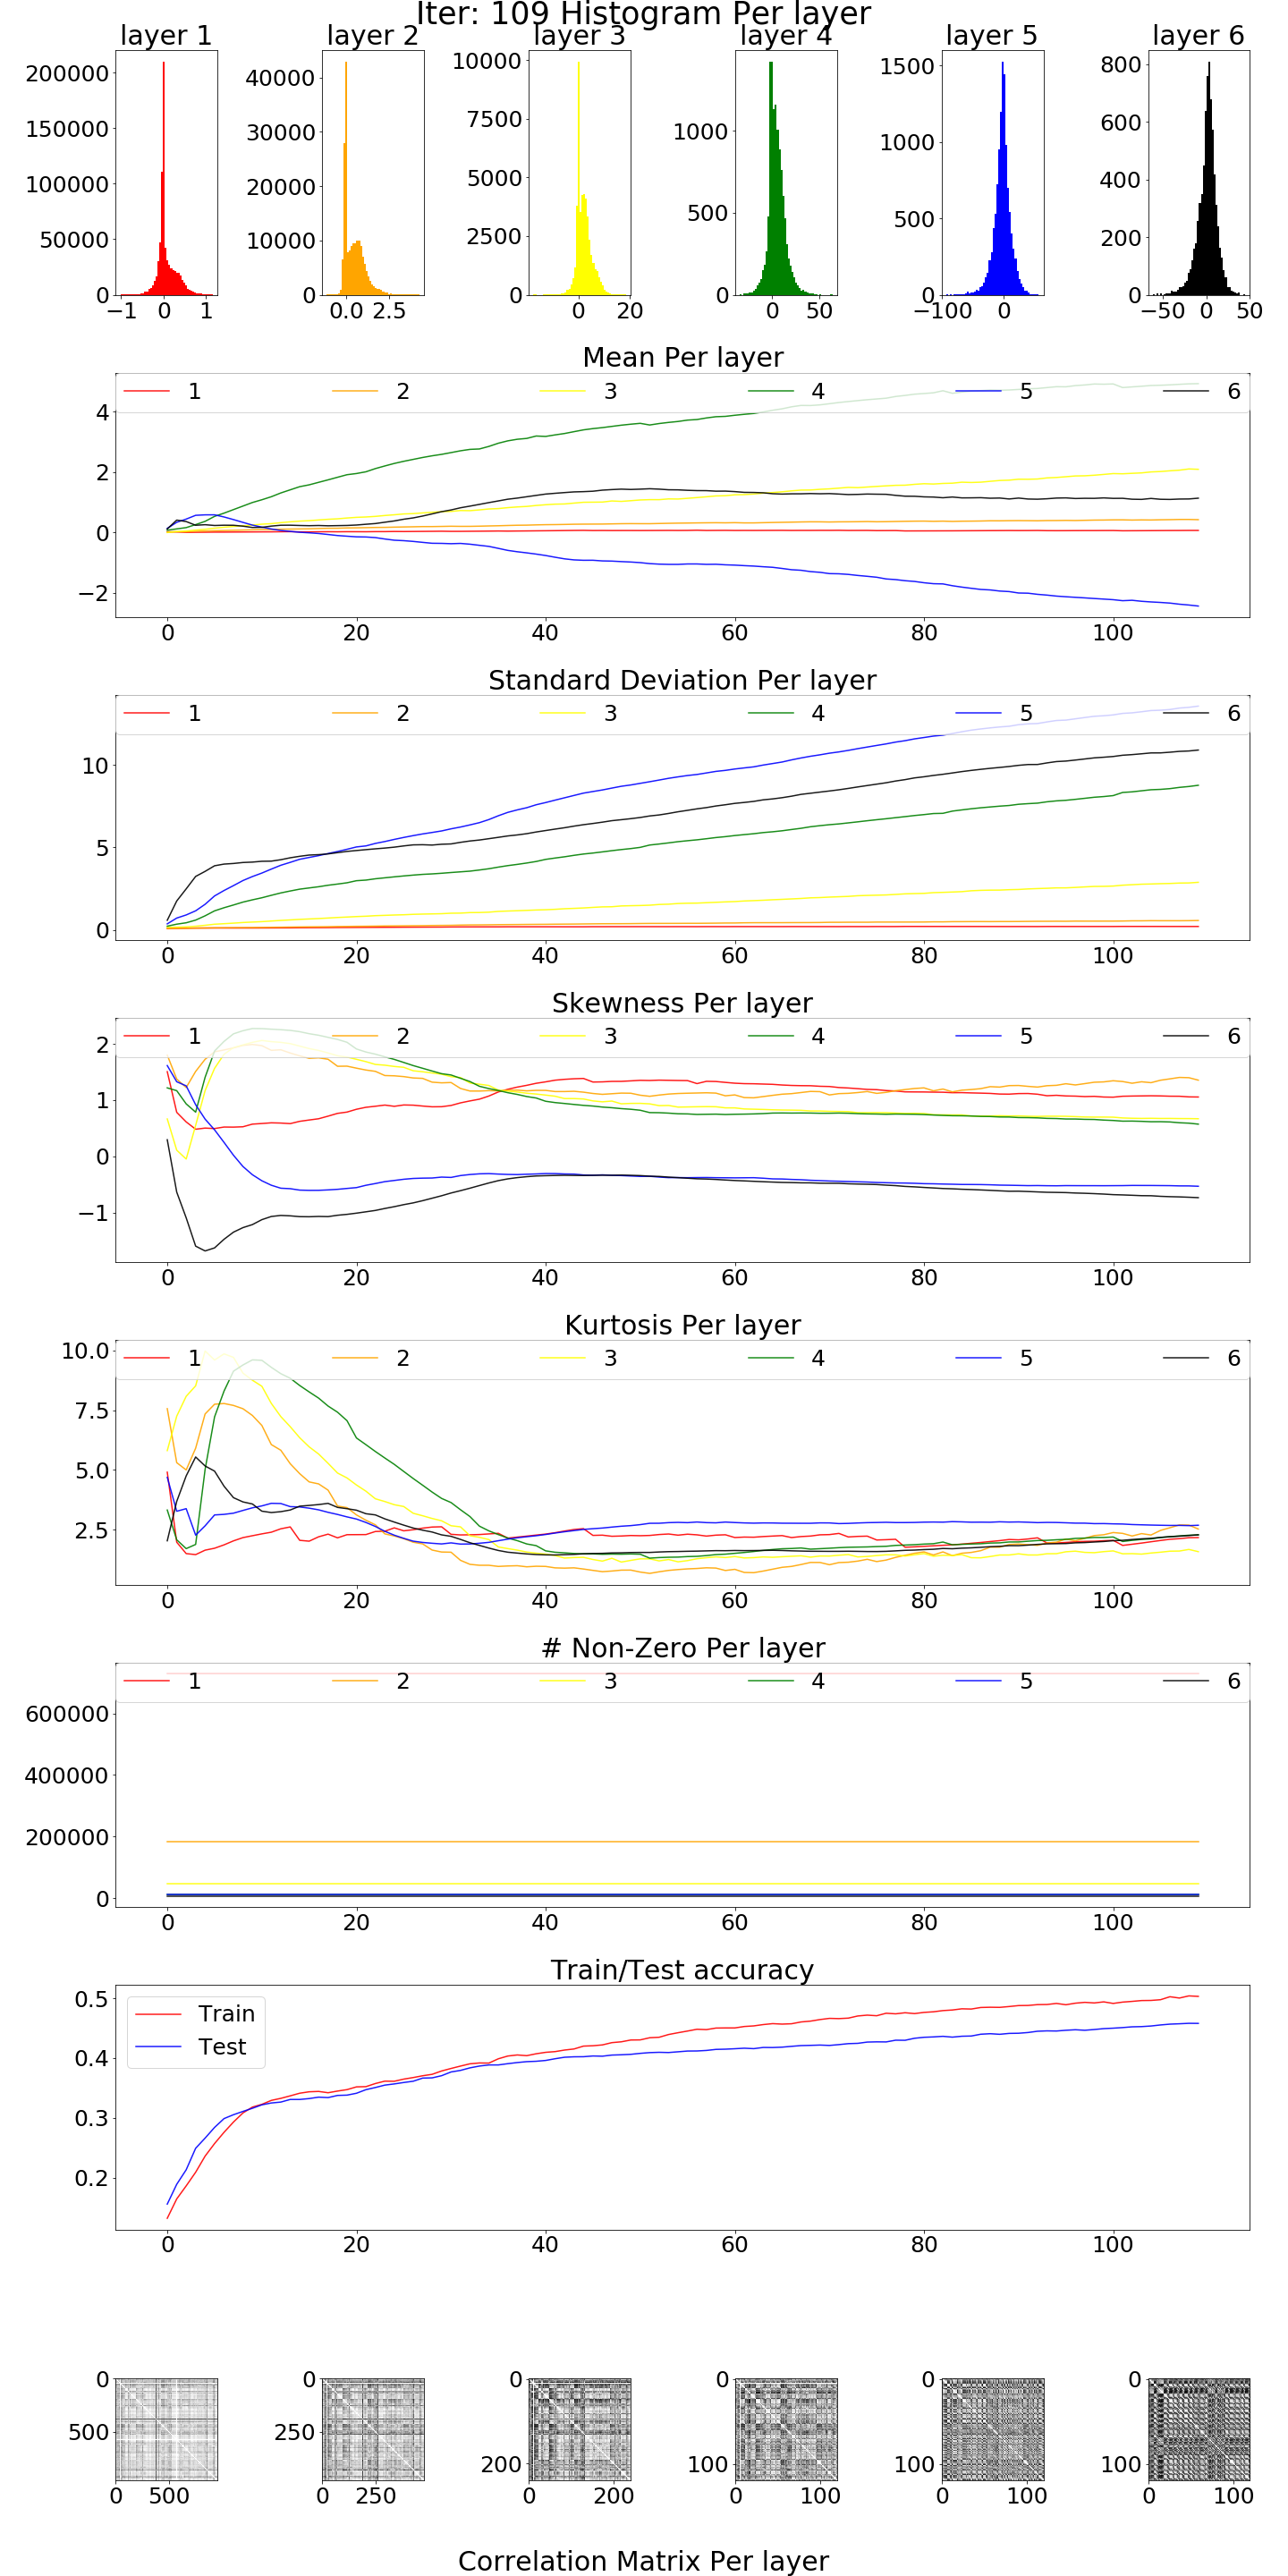 Iter: 109 Histogram Per layer
layer 1 layer 2 layer 3 layer 4 layer 5 layer 6
200000 150000 100000 50000 0
−1 0 1
40000 30000 20000 10000 0
0.0 2.5
10000 7500 5000 2500 0
0 20
1000 500 0
0 50
1500 1000 500 0
−100 0
800 600 400 200 0
−50 0 50
Mean Per layer
1 2 3 4 5 6
4
2
0
−2
0 20 40 60 80 100
Standard Deviation Per layer
1 2 3 4 5 6
10
5
0
0 20 40 60 80 100
Skewness Per layer
1 2 3 4 5 6
2
1
0
−1
0 20 40 60 80 100
Kurtosis Per layer
1 2 3 4 5 6
10.0
7.5
5.0
2.5
0 20 40 60 80 100
# Non-Zero Per layer
1 2 3 4 5 6
600000
400000
200000
0
0 20 40 60 80 100
Train/Test accuracy
Train
Test
0.5
0.4
0.3
0.2
0 20 40 60 80 100
0 500
0 500
0 250
0 250
0 200
0 200
0 100
0 100
0 100
0 100
0 100
0 100
Correlation Matrix Per layer